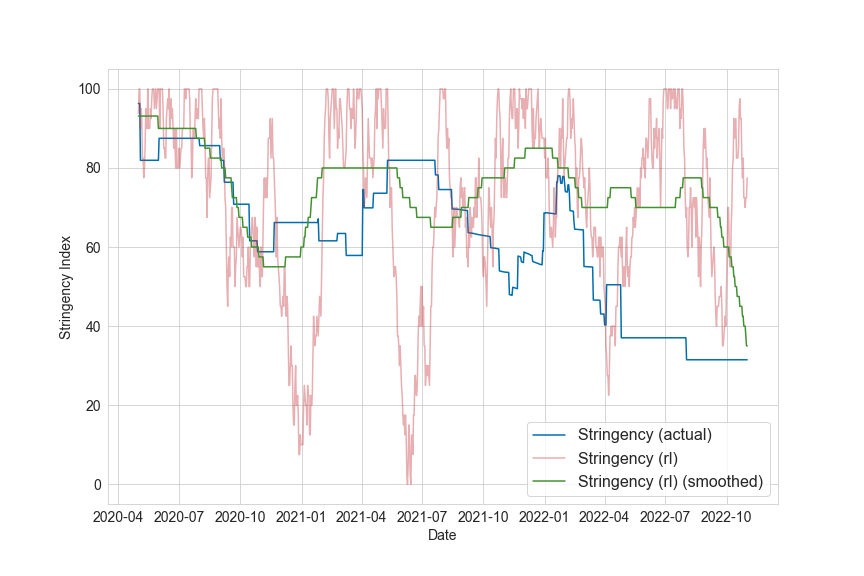 100
80
60
40
20
0
Stringency Index
Stringency (actual)
Stringency (rl)
Stringency (rl) (smoothed)
2020-04 2020-07 2020-10 2021-01 2021-04 2021-07 2021-10 2022-01 2022-04 2022-07 2022-10
Date